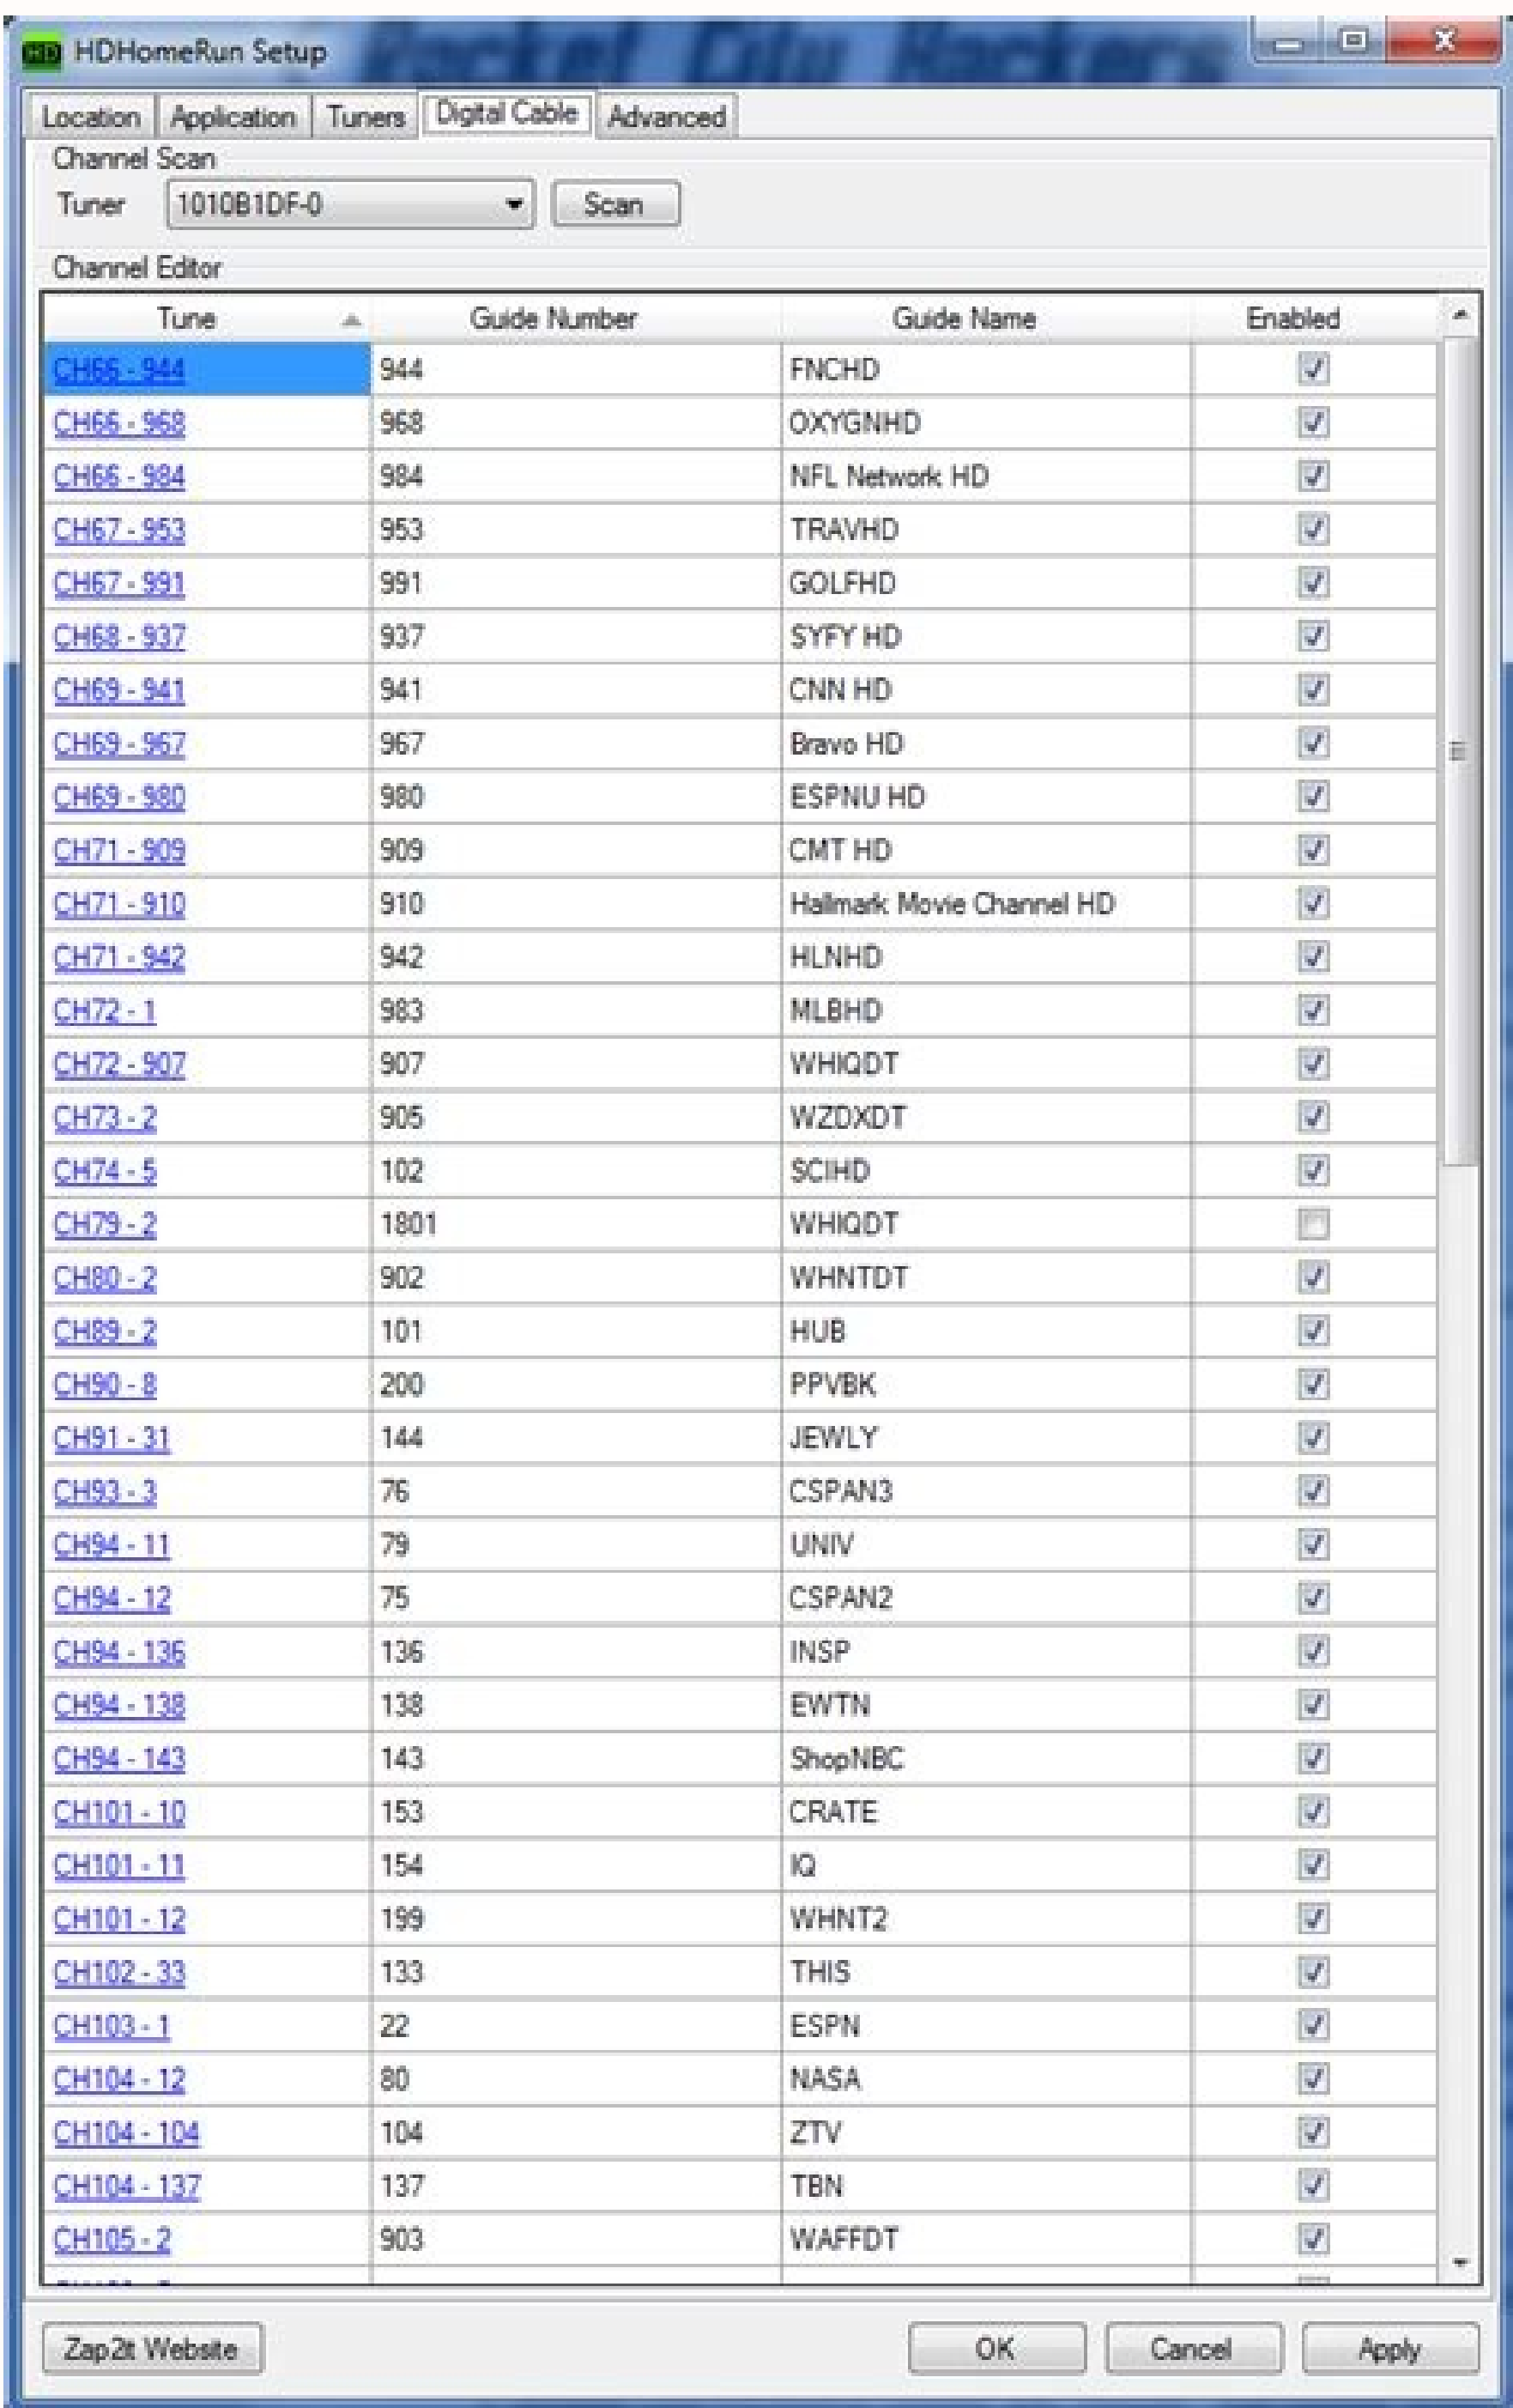 HDHomeRun Setup
Location Application Tuners Digital Cable Advanced
Channel Scan
Tuner 1010B1DF-0 Scan
Channel Editor
Tune Guide Number Guide Name Enabled
CH66 - 944 944 FNCHD
CH66 - 968 968 OXYGNHD
CH66 - 984 984 NFL Network HD
CH67 - 953 953 TRAVHD
CH67 - 991 991 GOLFHD
CH68 - 937 937 SYFY HD
CH69 - 941 941 CNN HD
CH69 - 967 967 Bravo HD
CH69 - 980 980 ESPNU HD
CH71 - 909 909 CMT HD
CH71 - 910 910 Hallmark Movie Channel HD
CH71 - 942 942 HLNHD
CH72 - 1 983 MLBHD
CH72 - 907 907 WHIQDT
CH73 - 2 905 WZDXDT
CH74 - 5 102 SCIHD
CH79 - 2 1801 WHIQDT
CH80 - 2 902 WHNTDT
CH89 - 2 101 HUB
CH90 - 8 200 PPVBK
CH91 - 31 144 JEWLY
CH93 - 3 76 CSPAN3
CH94 - 11 79 UNIV
CH94 - 12 75 CSPAN2
CH94 - 136 136 INSP
CH94 - 138 138 EWTN
CH94 - 143 143 ShopNBC
CH101 - 10 153 CRATE
CH101 - 11 154 IQ
CH101 - 12 199 WHNT2
CH102 - 33 133 THIS
CH103 - 1 22 ESPN
CH104 - 12 80 NASA
CH104 - 104 104 ZTV
CH104 - 137 137 TBN
CH105 - 2 903 WAFFDT
Zap2it Website OK Cancel Apply